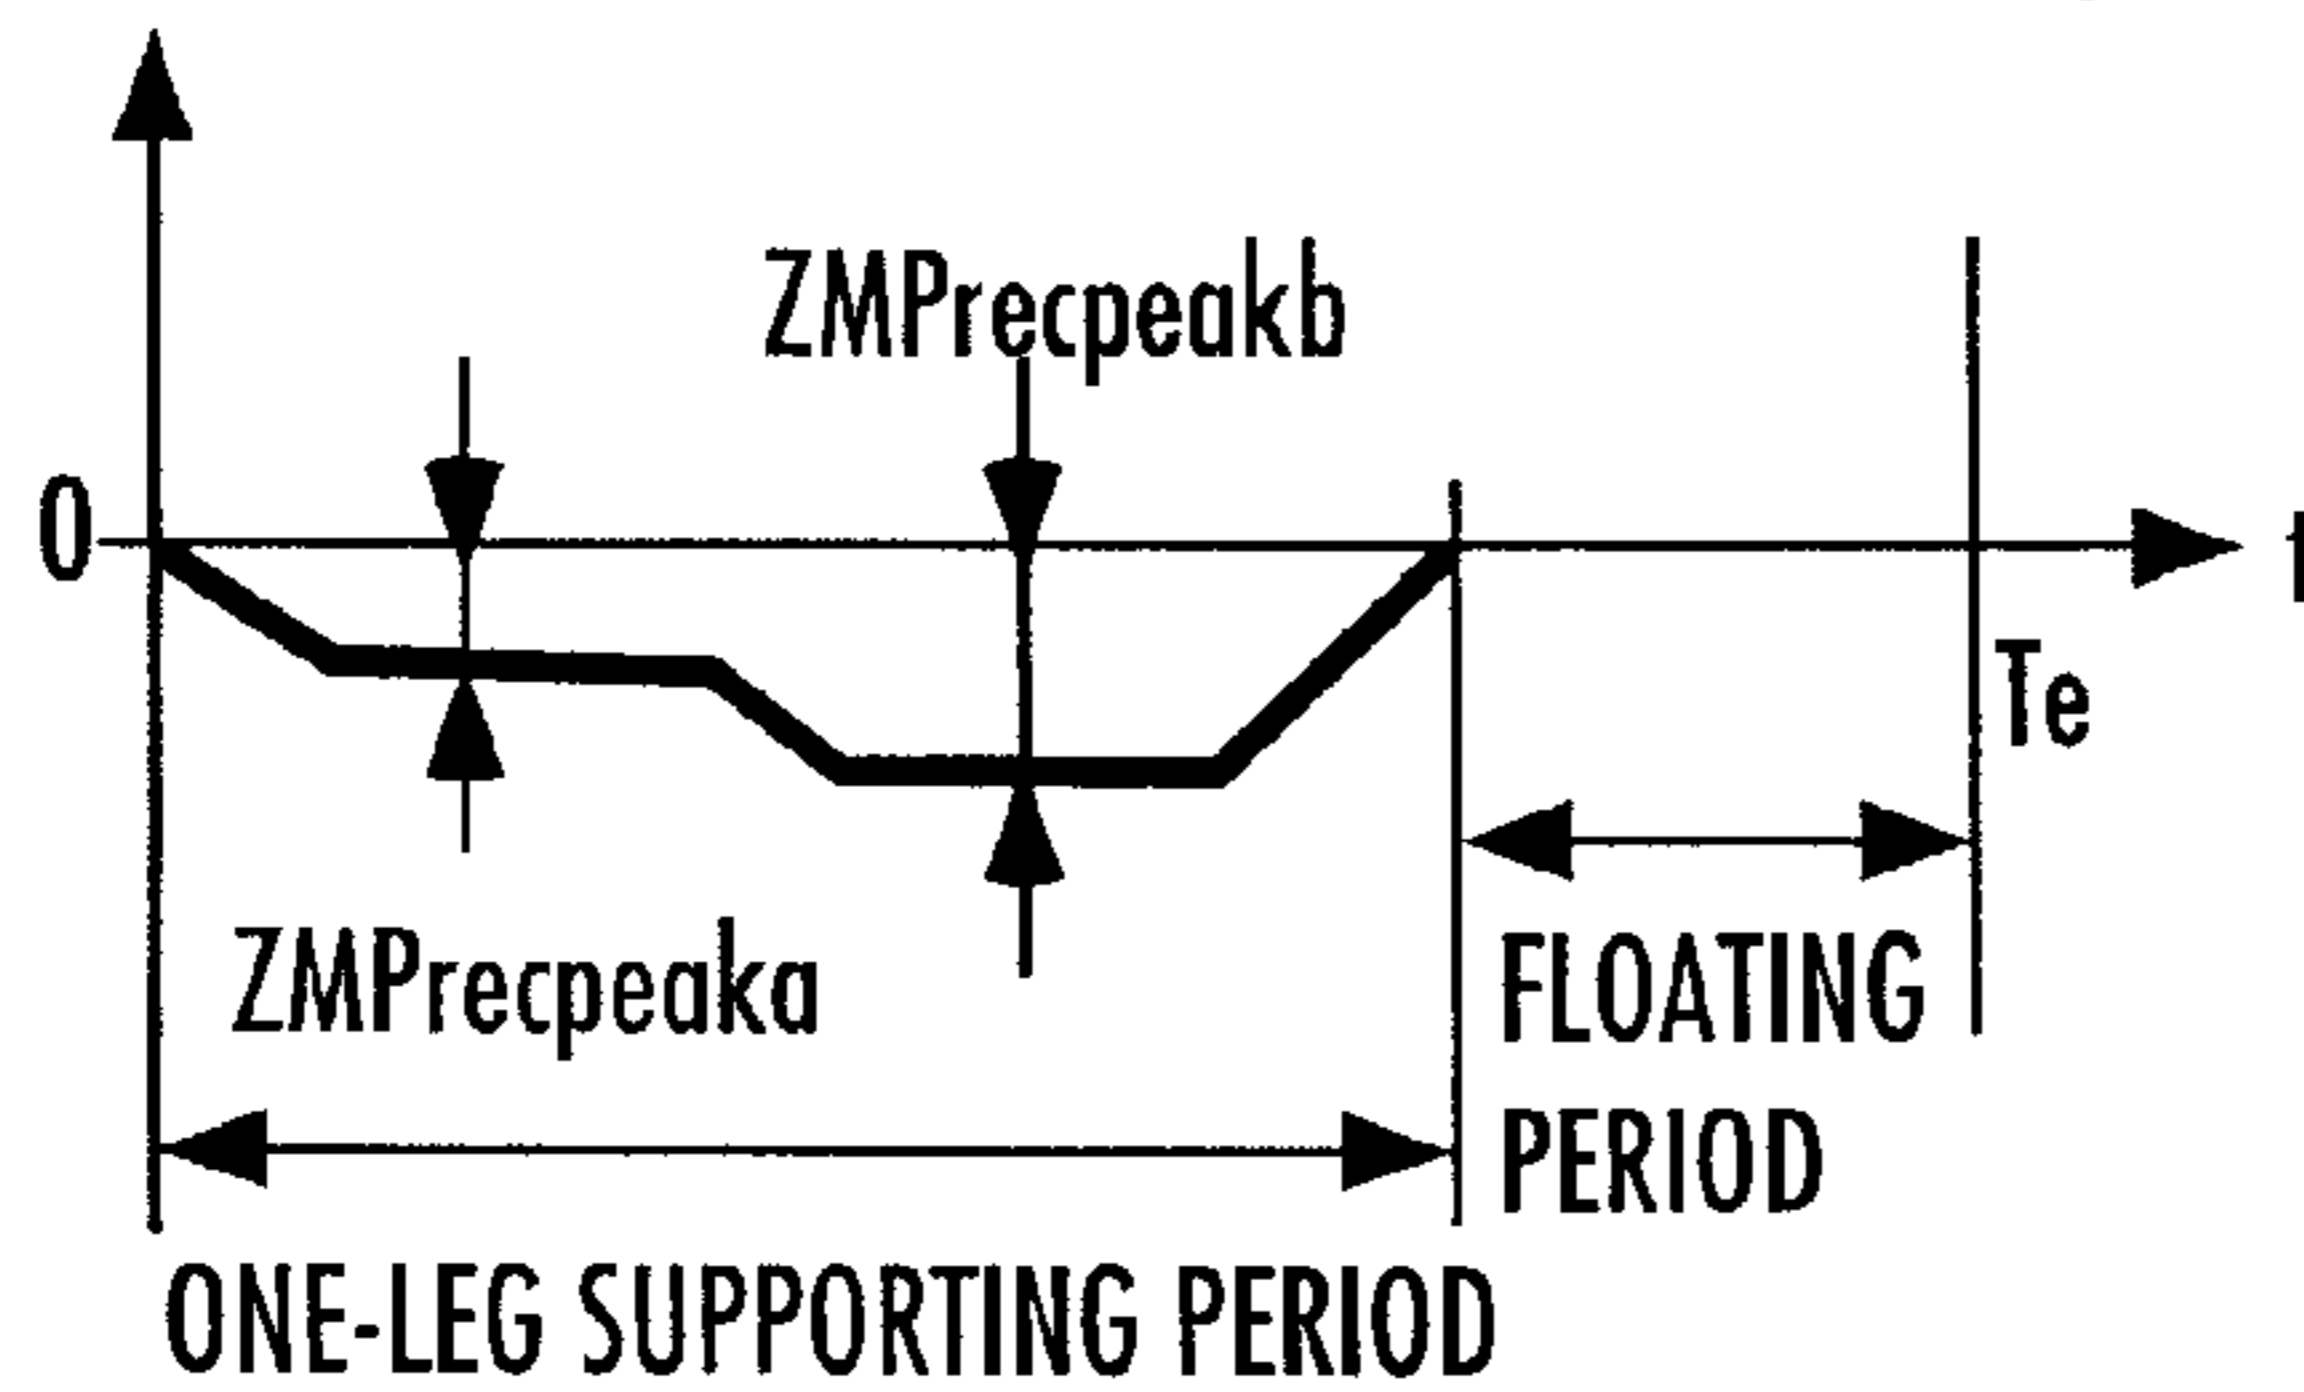 ZMPrecpeakb
0
t
Te
ZMPrecpeaka
FLOATING
PERIOD
ONE-LEG SUPPORTING PERIOD